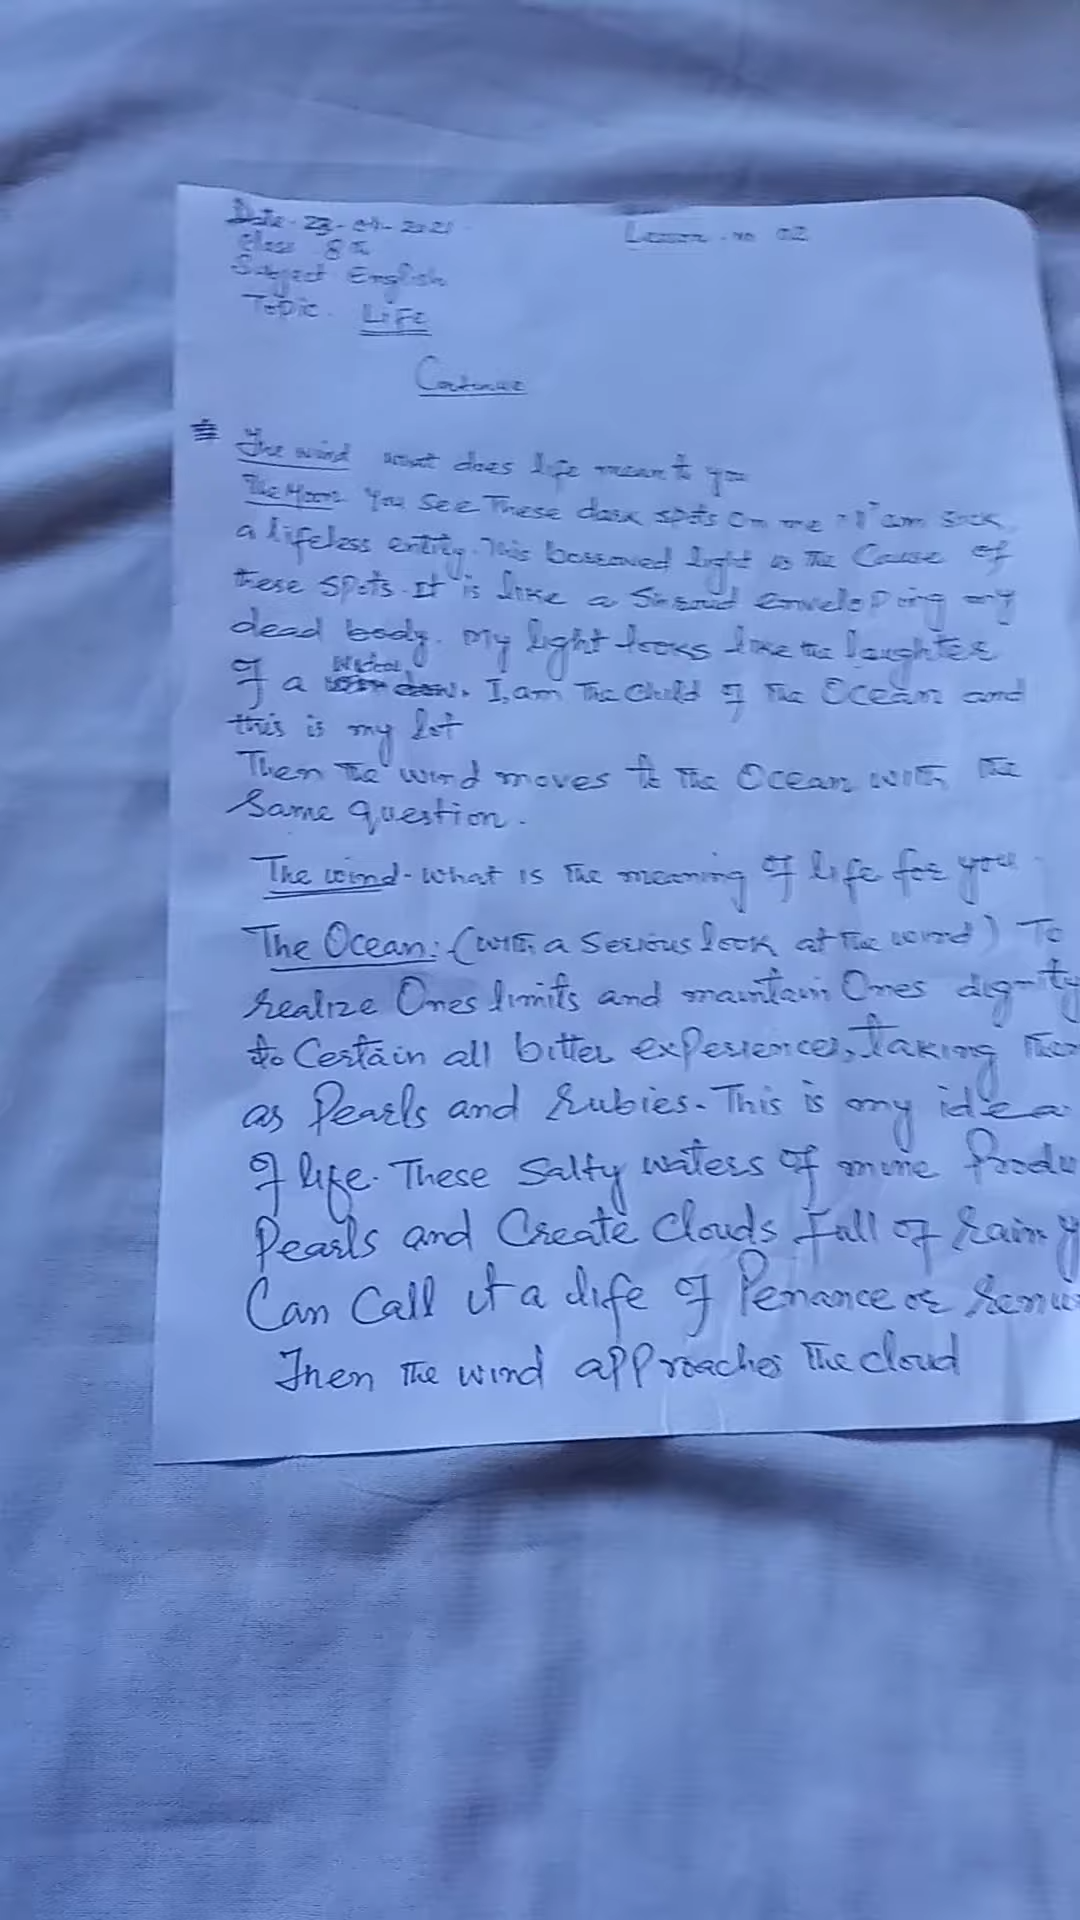 Date - 23-04-2021
Lesson - no 02
Class 8th
Subject English
Topic. Life
Continue
The wind what does life mean to you
The Moon You See These dark spots on me I am such
a lifeless entity. This borrowed light is the Cause of
these spots. It is like a shroud enveloping my
dead body. My light looks like the laughter
of a widow. I, am The Child of The Ocean and
this is my lot
Then The wind moves to The Ocean with The
Same question.
The wind - what is The meaning of life for you
The Ocean: (with a Serious look at The wind) To
realize Ones limits and maintain Ones dignity
to Certain all bitter experiences, taking
as Pearls and rubies. This is my idea
of life. These Salty waters of mine
Pearls and Create Clouds full of rain
Can Call it a life of Penance or
Then The wind approaches The cloud